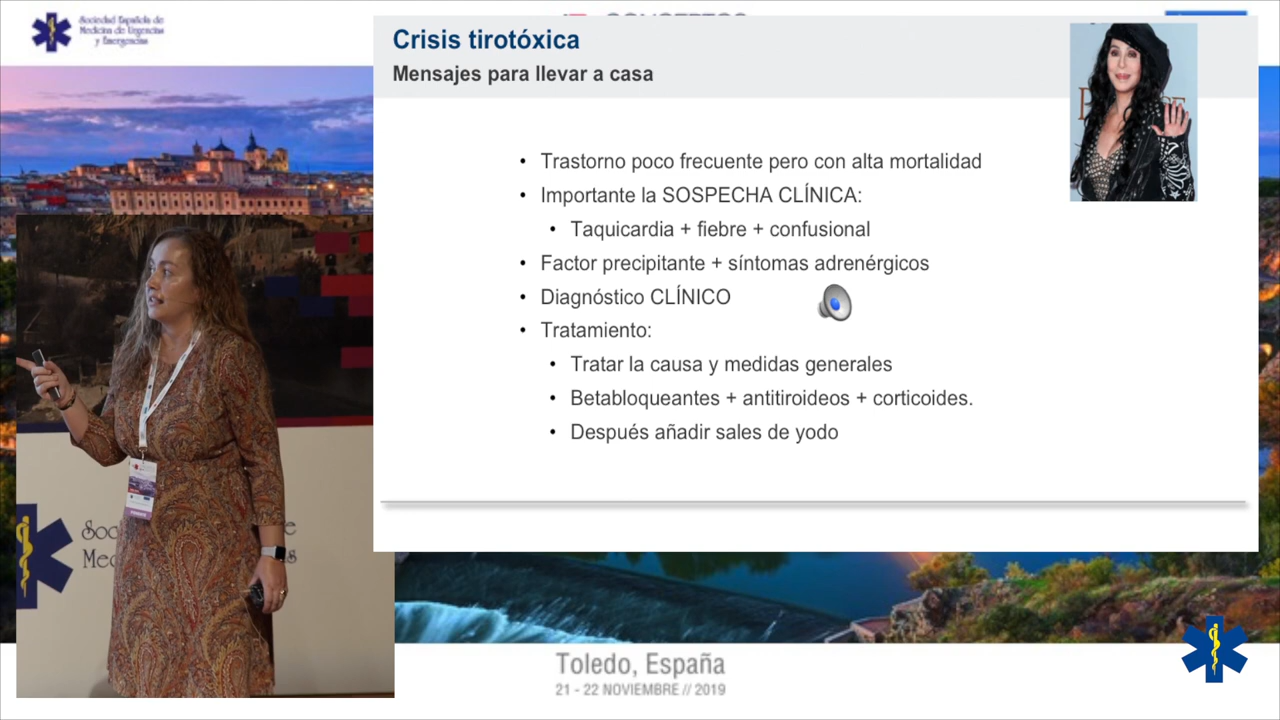 Sociedad Española de
Medicina de Urgencias
y Emergencias
CONCEPTOS
Crisis tirotóxica
Mensajes para llevar a casa
• Trastorno poco frecuente pero con alta mortalidad
• Importante la SOSPECHA CLÍNICA:
• Taquicardia + fiebre + confusional
• Factor precipitante + síntomas adrenérgicos
• Diagnóstico CLÍNICO
• Tratamiento:
• Tratar la causa y medidas generales
• Betabloqueantes + antitiroideos + corticoides.
• Después añadir sales de yodo
Toledo, España
21 - 22 NOVIEMBRE // 2019